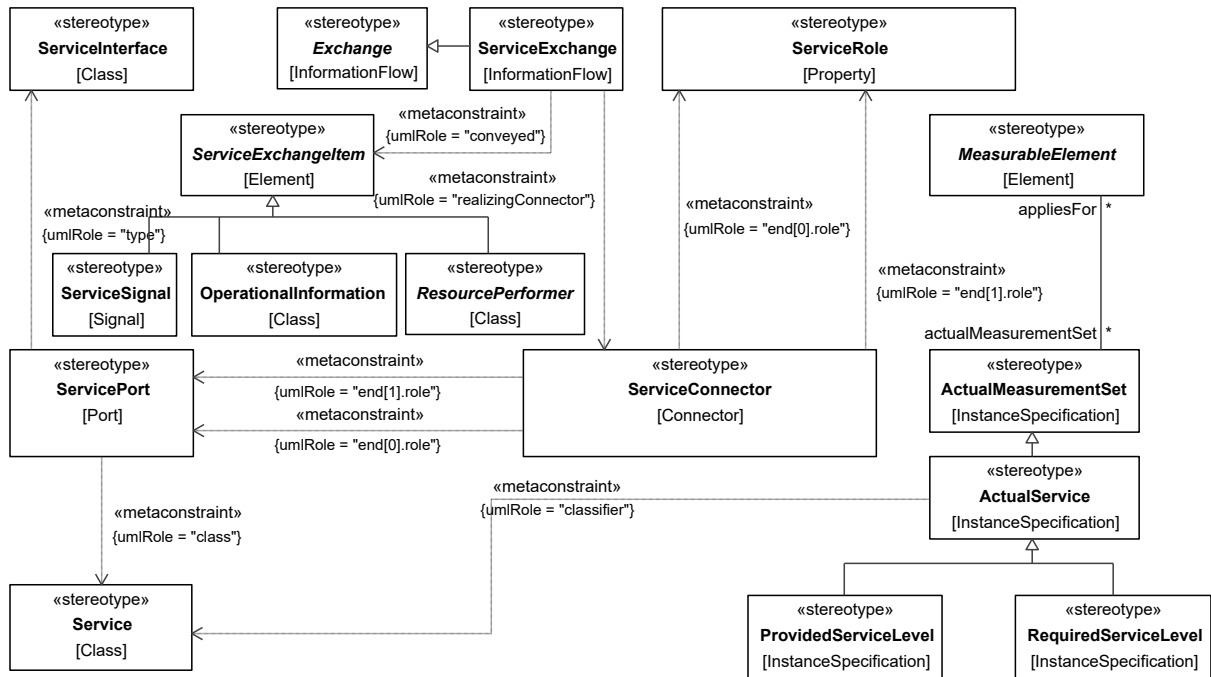 «stereotype»
ServiceInterface
[Class]
«stereotype»
Exchange
[InformationFlow]
«stereotype»
ServiceExchange
[InformationFlow]
«stereotype»
ServiceRole
[Property]
«metaconstraint»
{umlRole = "conveyed"}
«stereotype»
ServiceExchangeItem
[Element]
«stereotype»
MeasurableElement
[Element]
«metaconstraint»
{umlRole = "realizingConnector"}
«metaconstraint»
{umlRole = "type"}
«metaconstraint»
{umlRole = "end[0].role"}
appliesFor
*
«stereotype»
ServiceSignal
[Signal]
«stereotype»
OperationalInformation
[Class]
«stereotype»
ResourcePerformer
[Class]
«metaconstraint»
{umlRole = "end[1].role"}
actualMeasurementSet
*
«stereotype»
ServicePort
[Port]
«metaconstraint»
{umlRole = "end[1].role"}
«metaconstraint»
{umlRole = "end[0].role"}
«stereotype»
ServiceConnector
[Connector]
«stereotype»
ActualMeasurementSet
[InstanceSpecification]
«stereotype»
ActualService
[InstanceSpecification]
«metaconstraint»
{umlRole = "classifier"}
«metaconstraint»
{umlRole = "class"}
«stereotype»
Service
[Class]
«stereotype»
ProvidedServiceLevel
[InstanceSpecification]
«stereotype»
RequiredServiceLevel
[InstanceSpecification]